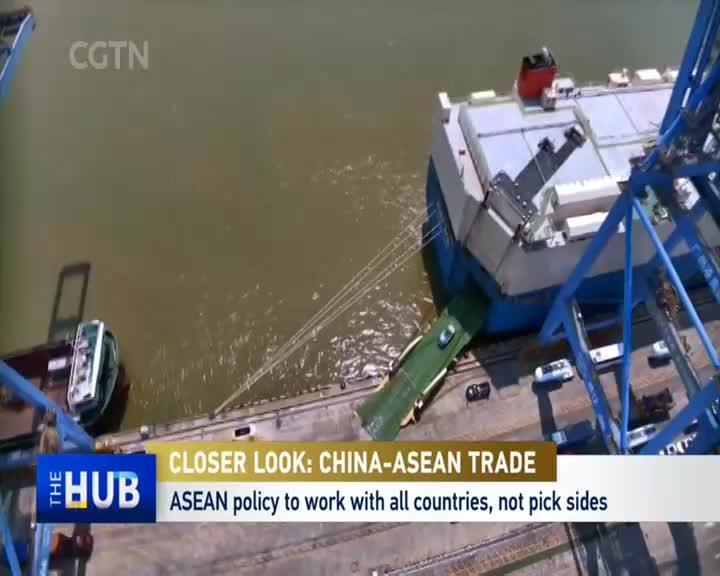 CGTN
CLOSER LOOK: CHINA-ASEAN TRADE
THE HUB
ASEAN policy to work with all countries, not pick sides